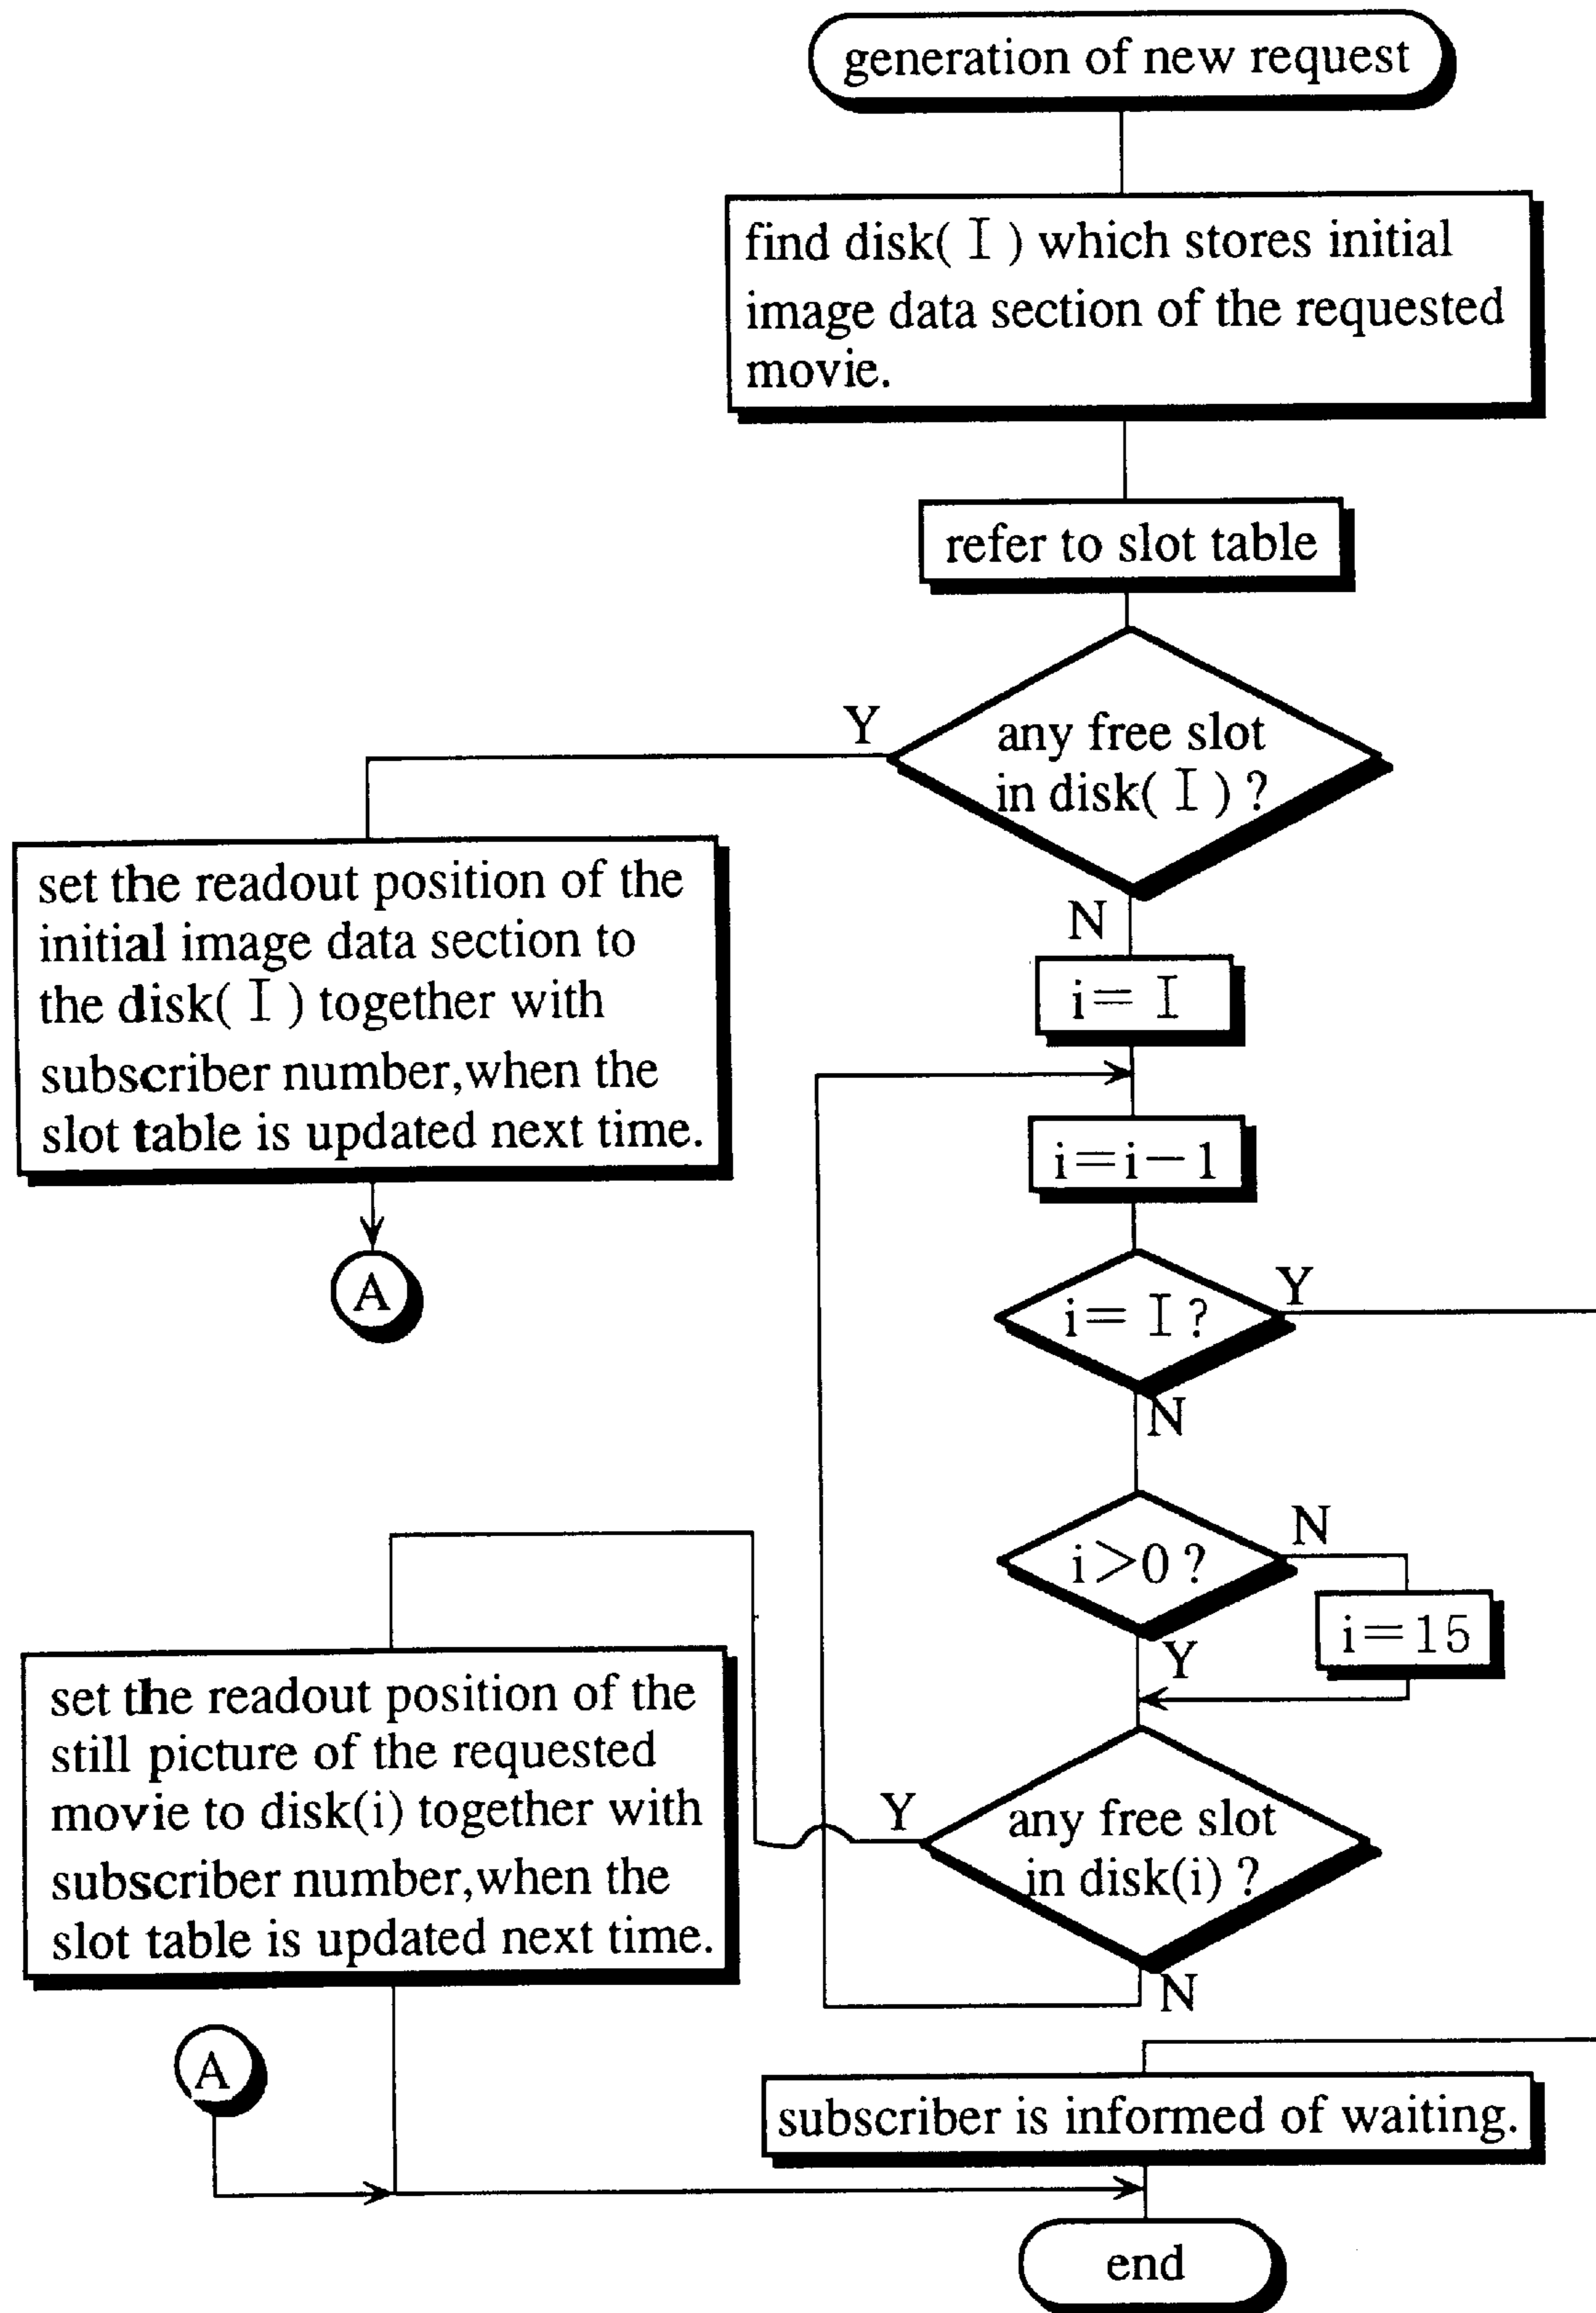 generation of new request
find disk( I ) which stores initial
image data section of the requested
movie.
refer to slot table
any free slot
in disk( I ) ?
Y
N
set the readout position of the
initial image data section to
the disk( I ) together with
subscriber number,when the
slot table is updated next time.
A
i= I
i=i−1
i= I ?
Y
N
i>0 ?
N
Y
i=15
any free slot
in disk(i) ?
Y
N
set the readout position of the
still picture of the requested
movie to disk(i) together with
subscriber number,when the
slot table is updated next time.
A
subscriber is informed of waiting.
end